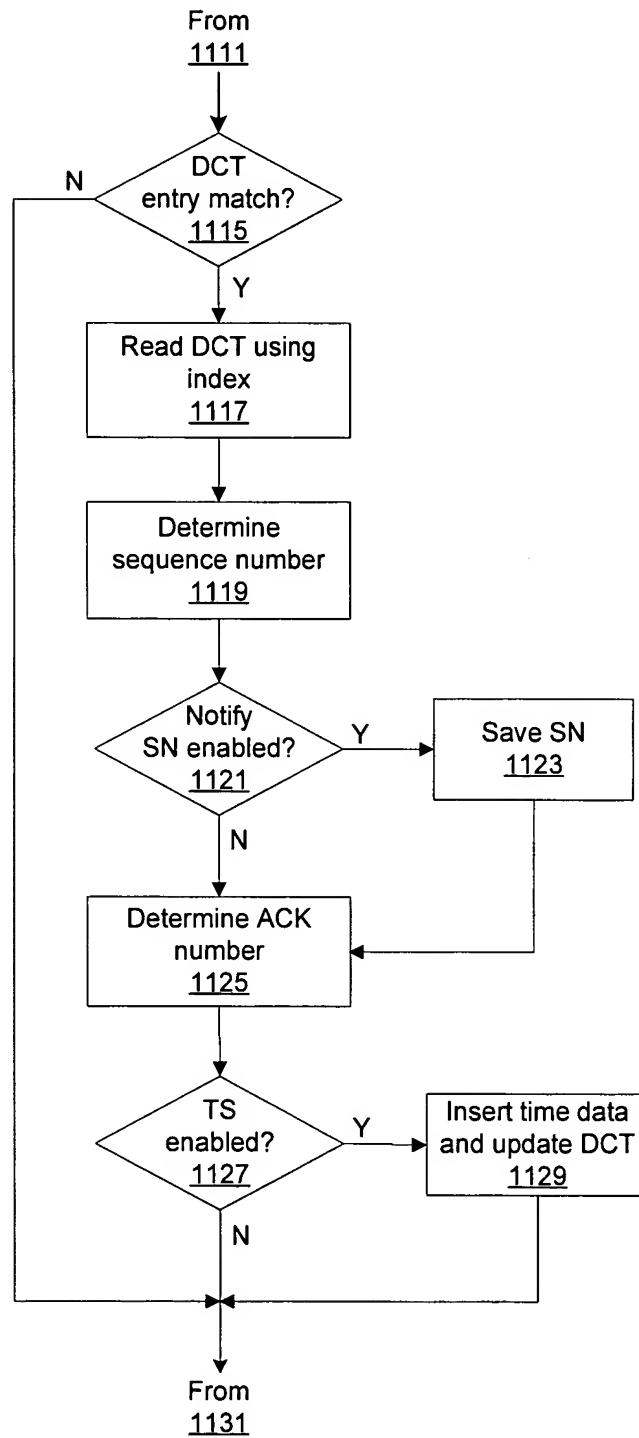 From
1111
DCT
entry match?
1115
N
Y
Read DCT using
index
1117
Determine
sequence number
1119
Notify
SN enabled?
1121
Y
Save SN
1123
N
Determine ACK
number
1125
TS
enabled?
1127
Y
Insert time data
and update DCT
1129
N
From
1131